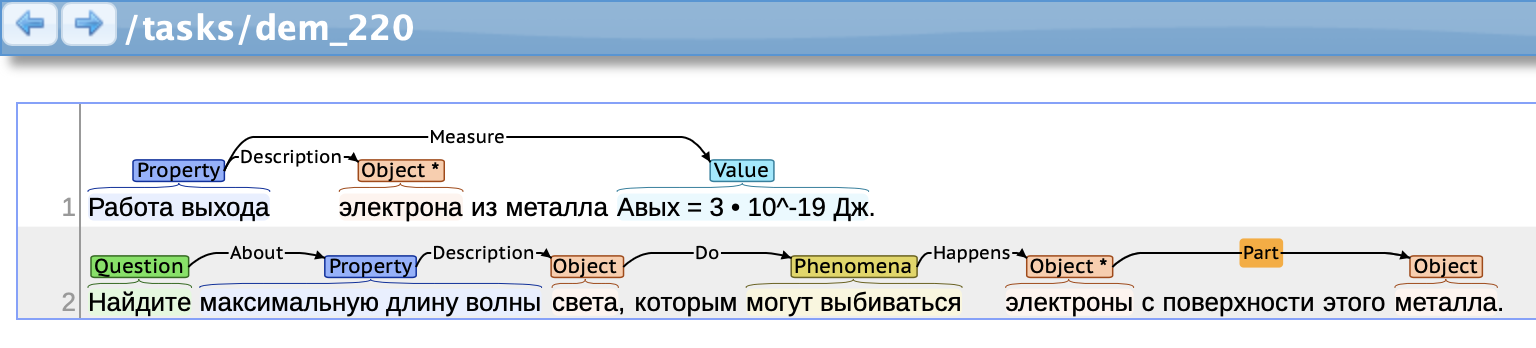 /tasks/dem_220
Measure
Description
Property Object * Value
1 Работа выхода электрона из металла Авых = 3 • 10^-19 Дж.
About Description Do Happens Part
Question Property Object Phenomena Object * Object
2 Найдите максимальную длину волны света, которым могут выбиваться электроны с поверхности этого металла.